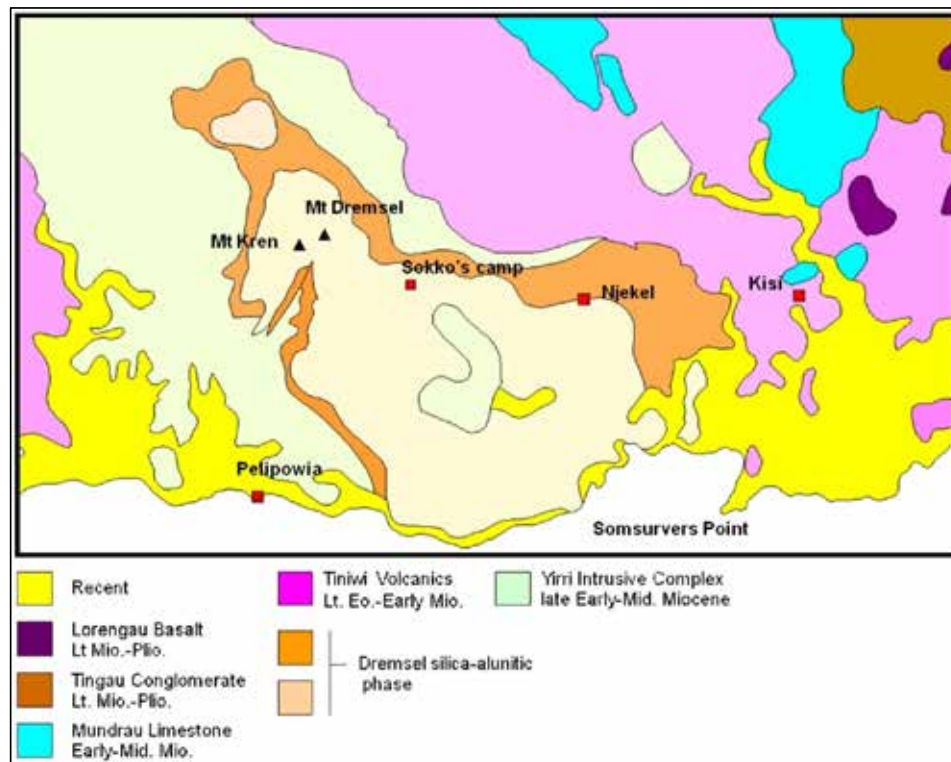 Mt Dremsel
Mt Kren
Sokko's camp
Njekel
Kisi
Pelipowia
Somsurvers Point
Recent
Lorengau Basalt
Lt Mio.-Plio.
Tingau Conglomerate
Lt. Mio.-Plio.
Mundrau Limestone
Early-Mid. Mio.
Tiniwi Volcanics
Lt. Eo.-Early Mio.
Dremsel silica-alunitic
phase
Yirri Intrusive Complex
late Early-Mid. Miocene